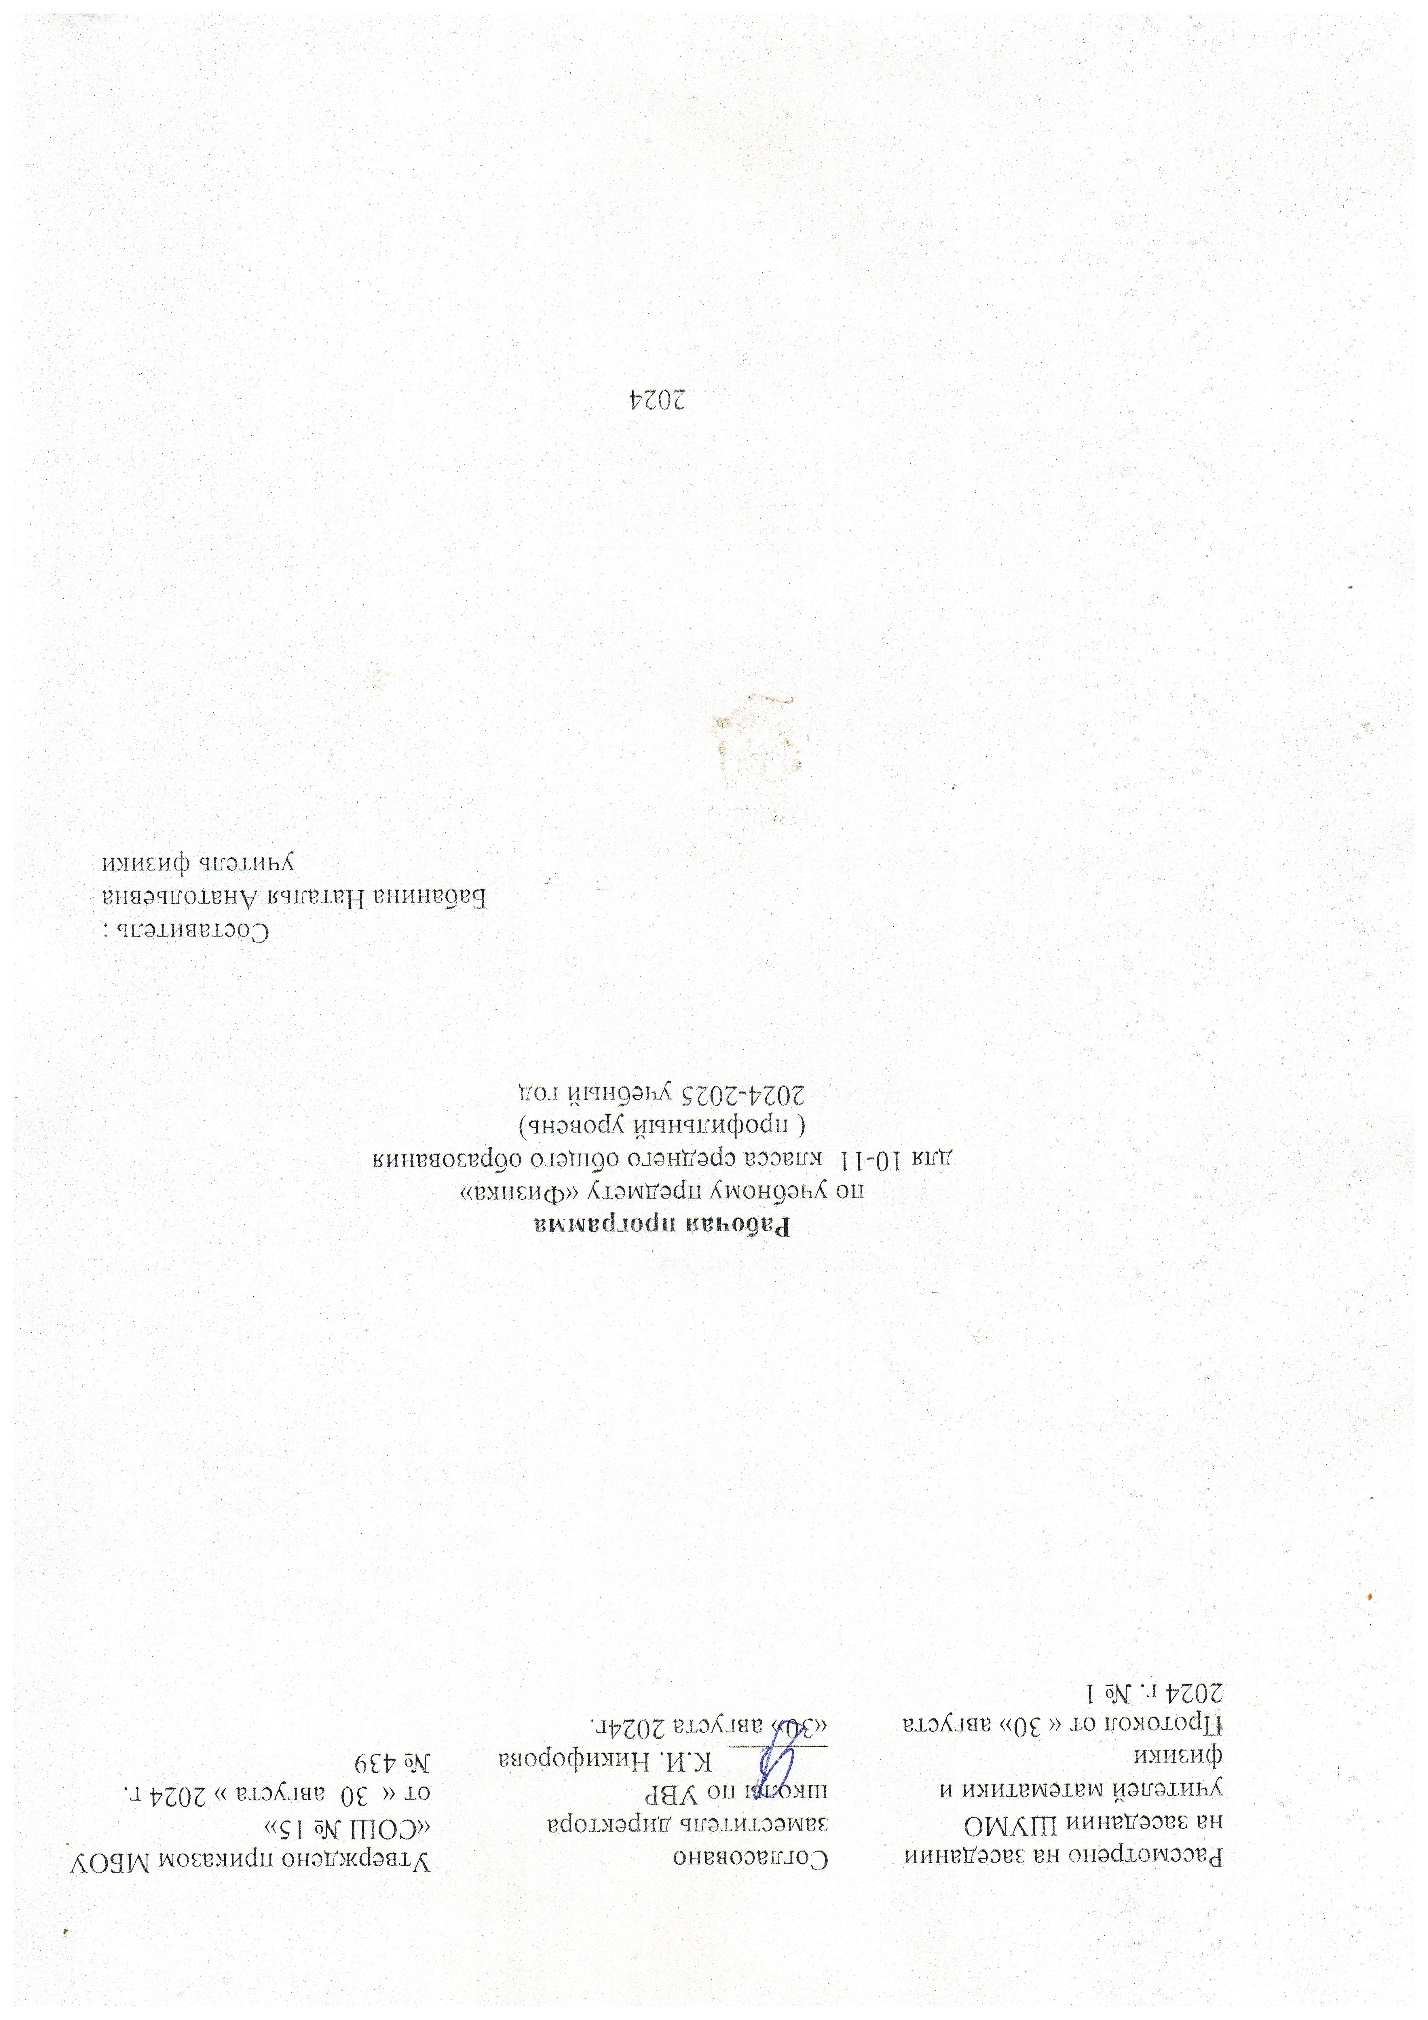 Рассмотрено на заседании
на заседании ШУМО
учителей математики и
физики
Протокол от « 30» августа
2024 г. № 1
Согласовано
заместитель директора
школы по УВР
К.И. Никифорова
«30» августа 2024г.
Утверждено приказом МБОУ
«СОШ № 15»
от « 30 августа » 2024 г.
№ 439
Рабочая программа
по учебному предмету «Физика»
для 10-11 класса среднего общего образования
( профильный уровень)
2024-2025 учебный год
Составитель :
Бабанина Наталья Анатольевна
учитель физики
2024